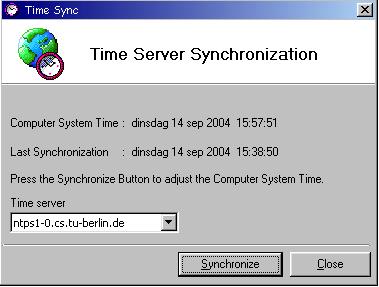 Time Sync
Time Server Synchronization
Computer System Time : dinsdag 14 sep 2004 15:57:51
Last Synchronization : dinsdag 14 sep 2004 15:38:50
Press the Synchronize Button to adjust the Computer System Time.
Time server
ntps1-0.cs.tu-berlin.de
Synchronize Close